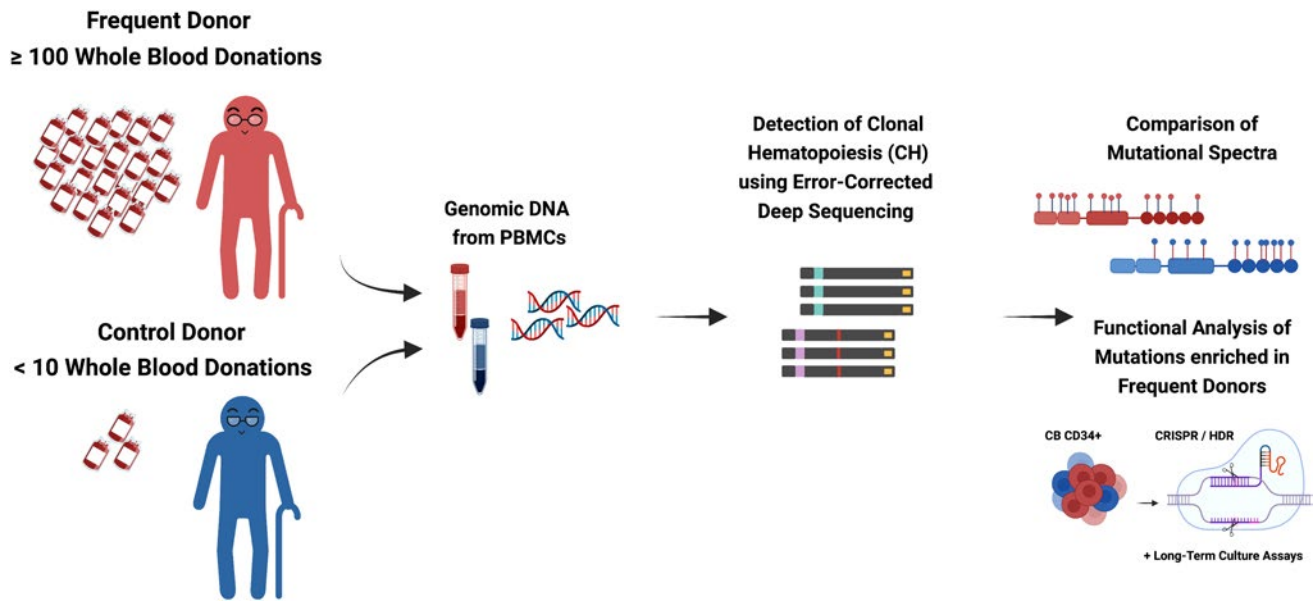 Frequent Donor
≥ 100 Whole Blood Donations
Control Donor
< 10 Whole Blood Donations
Genomic DNA
from PBMCs
Detection of Clonal
Hematopoiesis (CH)
using Error-Corrected
Deep Sequencing
Comparison of
Mutational Spectra
Functional Analysis of
Mutations enriched in
Frequent Donors
CB CD34+
CRISPR / HDR
+ Long-Term Culture Assays